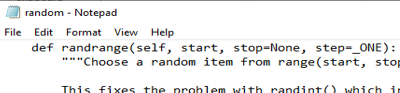 random - Notepad
File Edit Format View Help
def randrange(self, start, stop=None, step=_ONE):
"""Choose a random item from range(start, stop
This fixes the problem with randint() which in